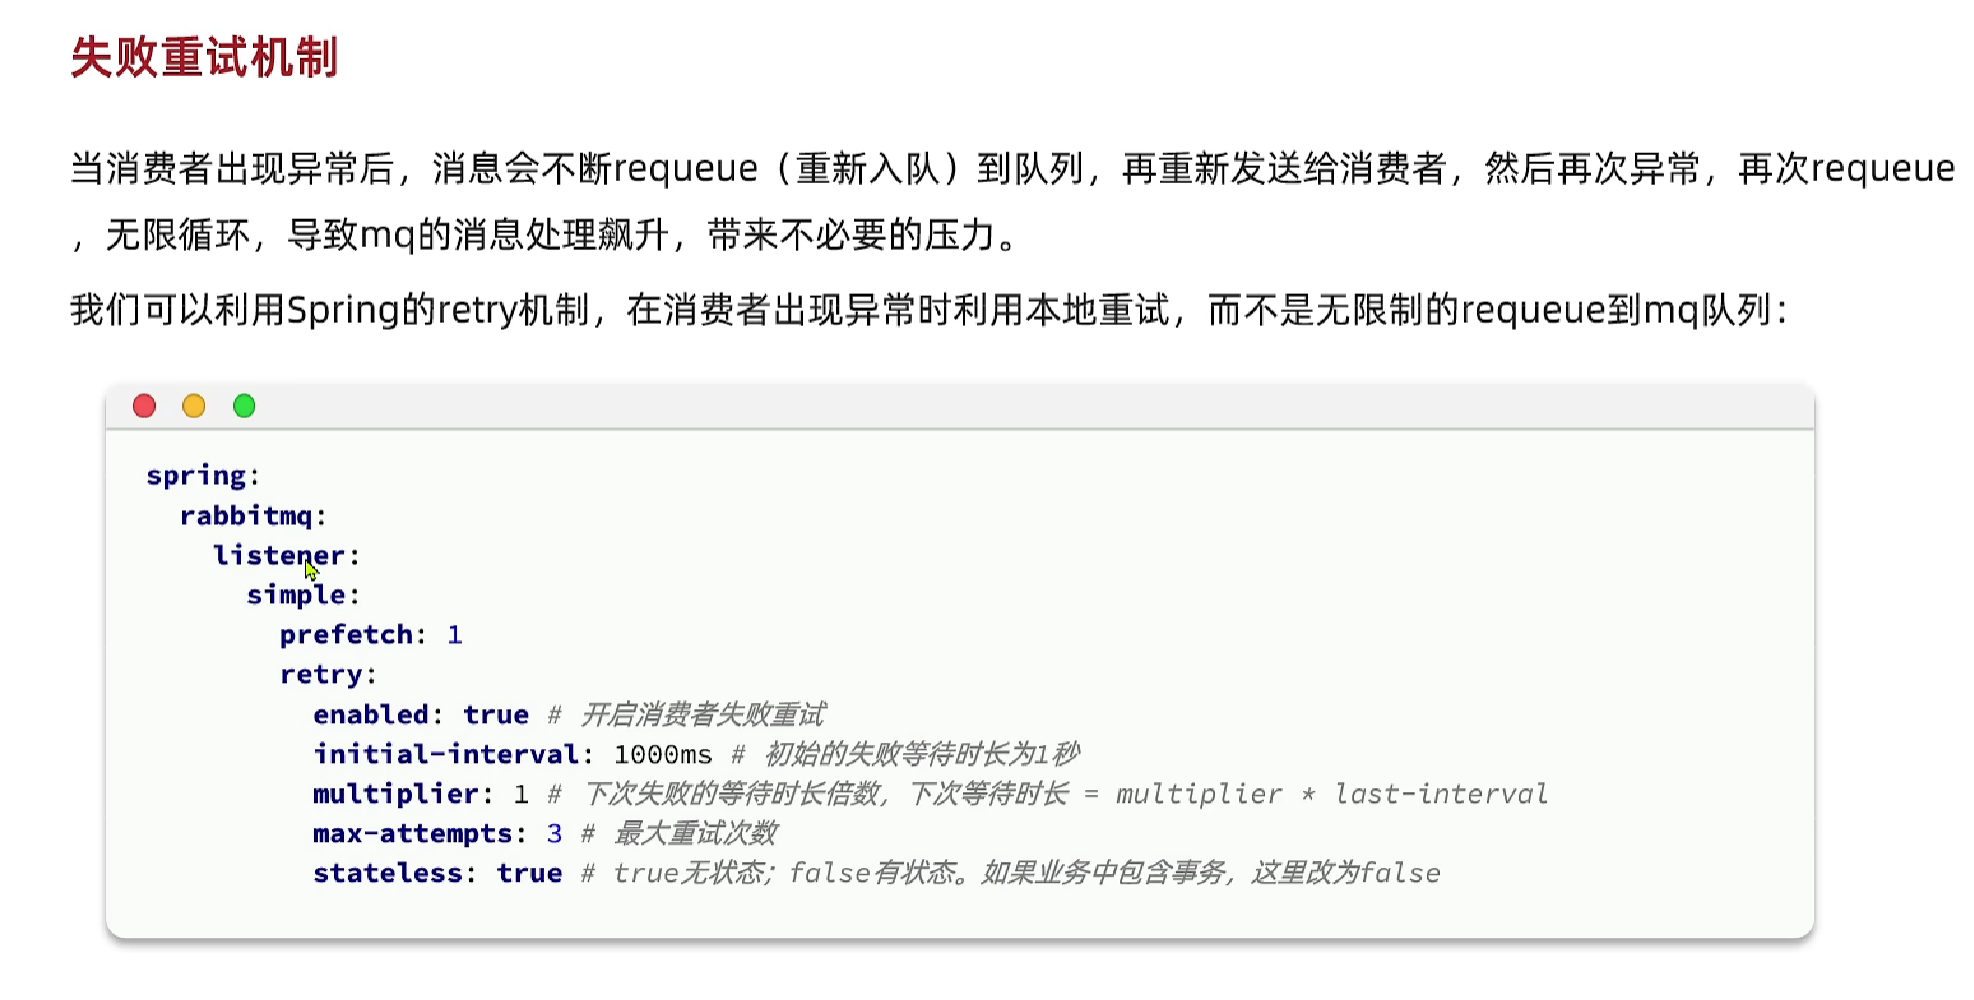 失败重试机制
当消费者出现异常后，消息会不断requeue（重新入队）到队列，再重新发送给消费者，然后再次异常，再次requeue
，无限循环，导致mq的消息处理飙升，带来不必要的压力。
我们可以利用Spring的retry机制，在消费者出现异常时利用本地重试，而不是无限制的requeue到mq队列：
spring:
  rabbitmq:
    listener:
      simple:
        prefetch: 1
        retry:
          enabled: true # 开启消费者失败重试
          initial-interval: 1000ms # 初始的失败等待时长为1秒
          multiplier: 1 # 下次失败的等待时长倍数，下次等待时长 = multiplier * last-interval
          max-attempts: 3 # 最大重试次数
          stateless: true # true无状态；false有状态。如果业务中包含事务，这里改为false